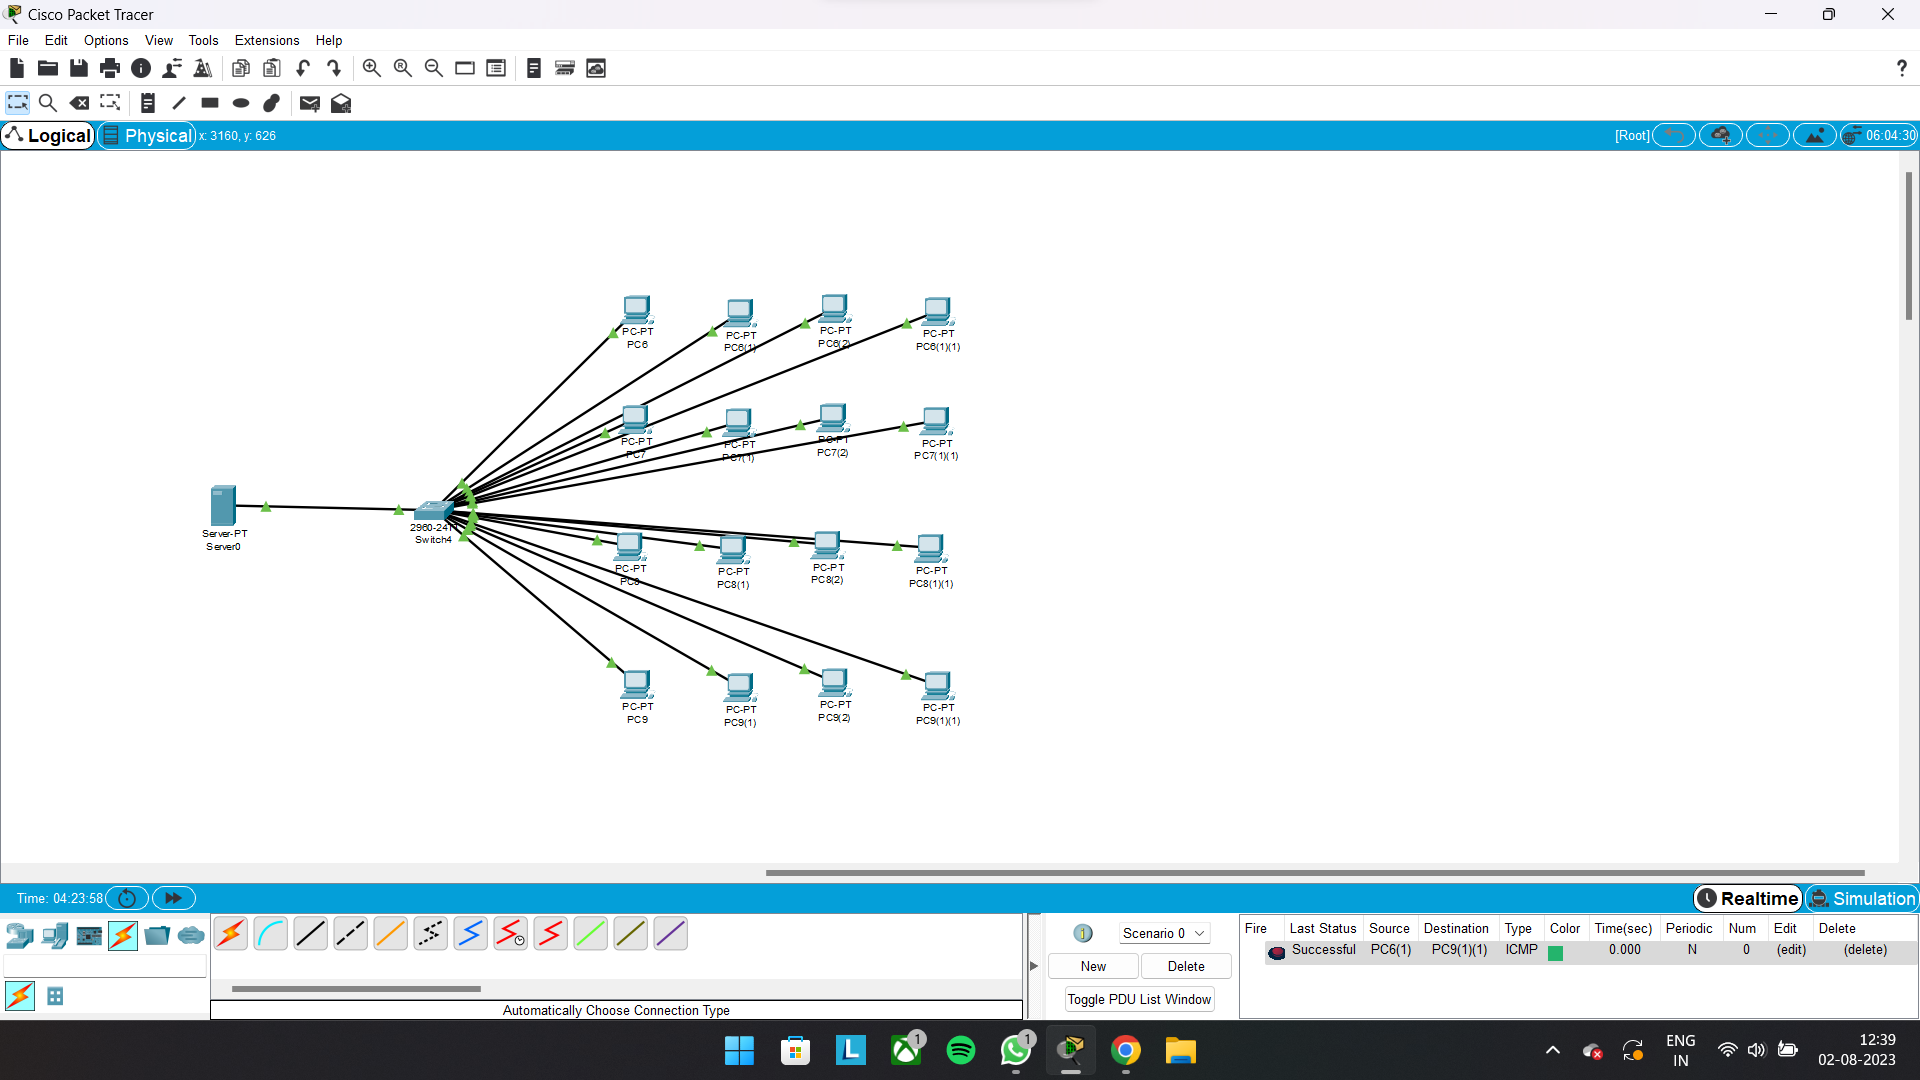 Cisco Packet Tracer
File Edit Options View Tools Extensions Help
?
Logical Physical x: 3160, y: 626 [Root] 06:04:30
PC-PT
PC6
PC-PT
PC6(1)
PC-PT
PC6(2)
PC-PT
PC6(1)(1)
PC-PT
PC7
PC-PT
PC7(1)
PC-PT
PC7(2)
PC-PT
PC7(1)(1)
Server-PT
Server0
2960-24TT
Switch4
PC-PT
PC8
PC-PT
PC8(1)
PC-PT
PC8(2)
PC-PT
PC8(1)(1)
PC-PT
PC9
PC-PT
PC9(1)
PC-PT
PC9(2)
PC-PT
PC9(1)(1)
Time: 04:23:58 Realtime Simulation
Scenario 0
New Delete
Toggle PDU List Window
Fire Last Status Source Destination Type Color Time(sec) Periodic Num Edit Delete
Successful PC6(1) PC9(1)(1) ICMP 0.000 N 0 (edit) (delete)
Automatically Choose Connection Type
L
1
1
ENG
IN
12:39
02-08-2023